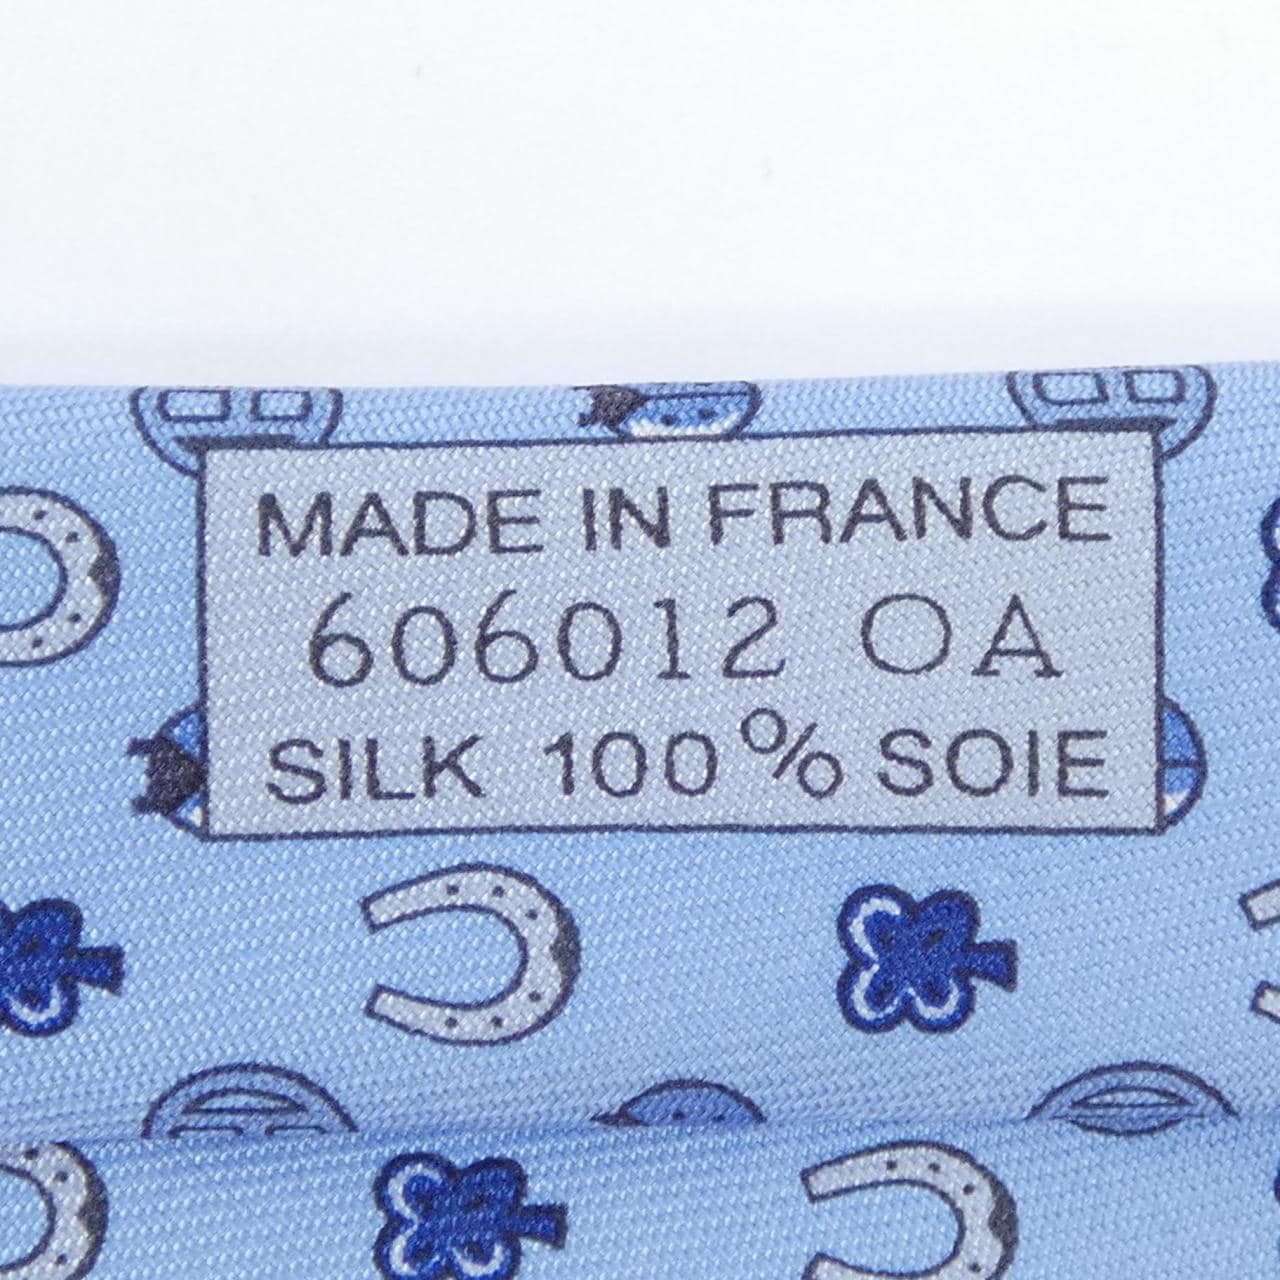 MADE IN FRANCE
606012 OA
SILK 100% SOIE